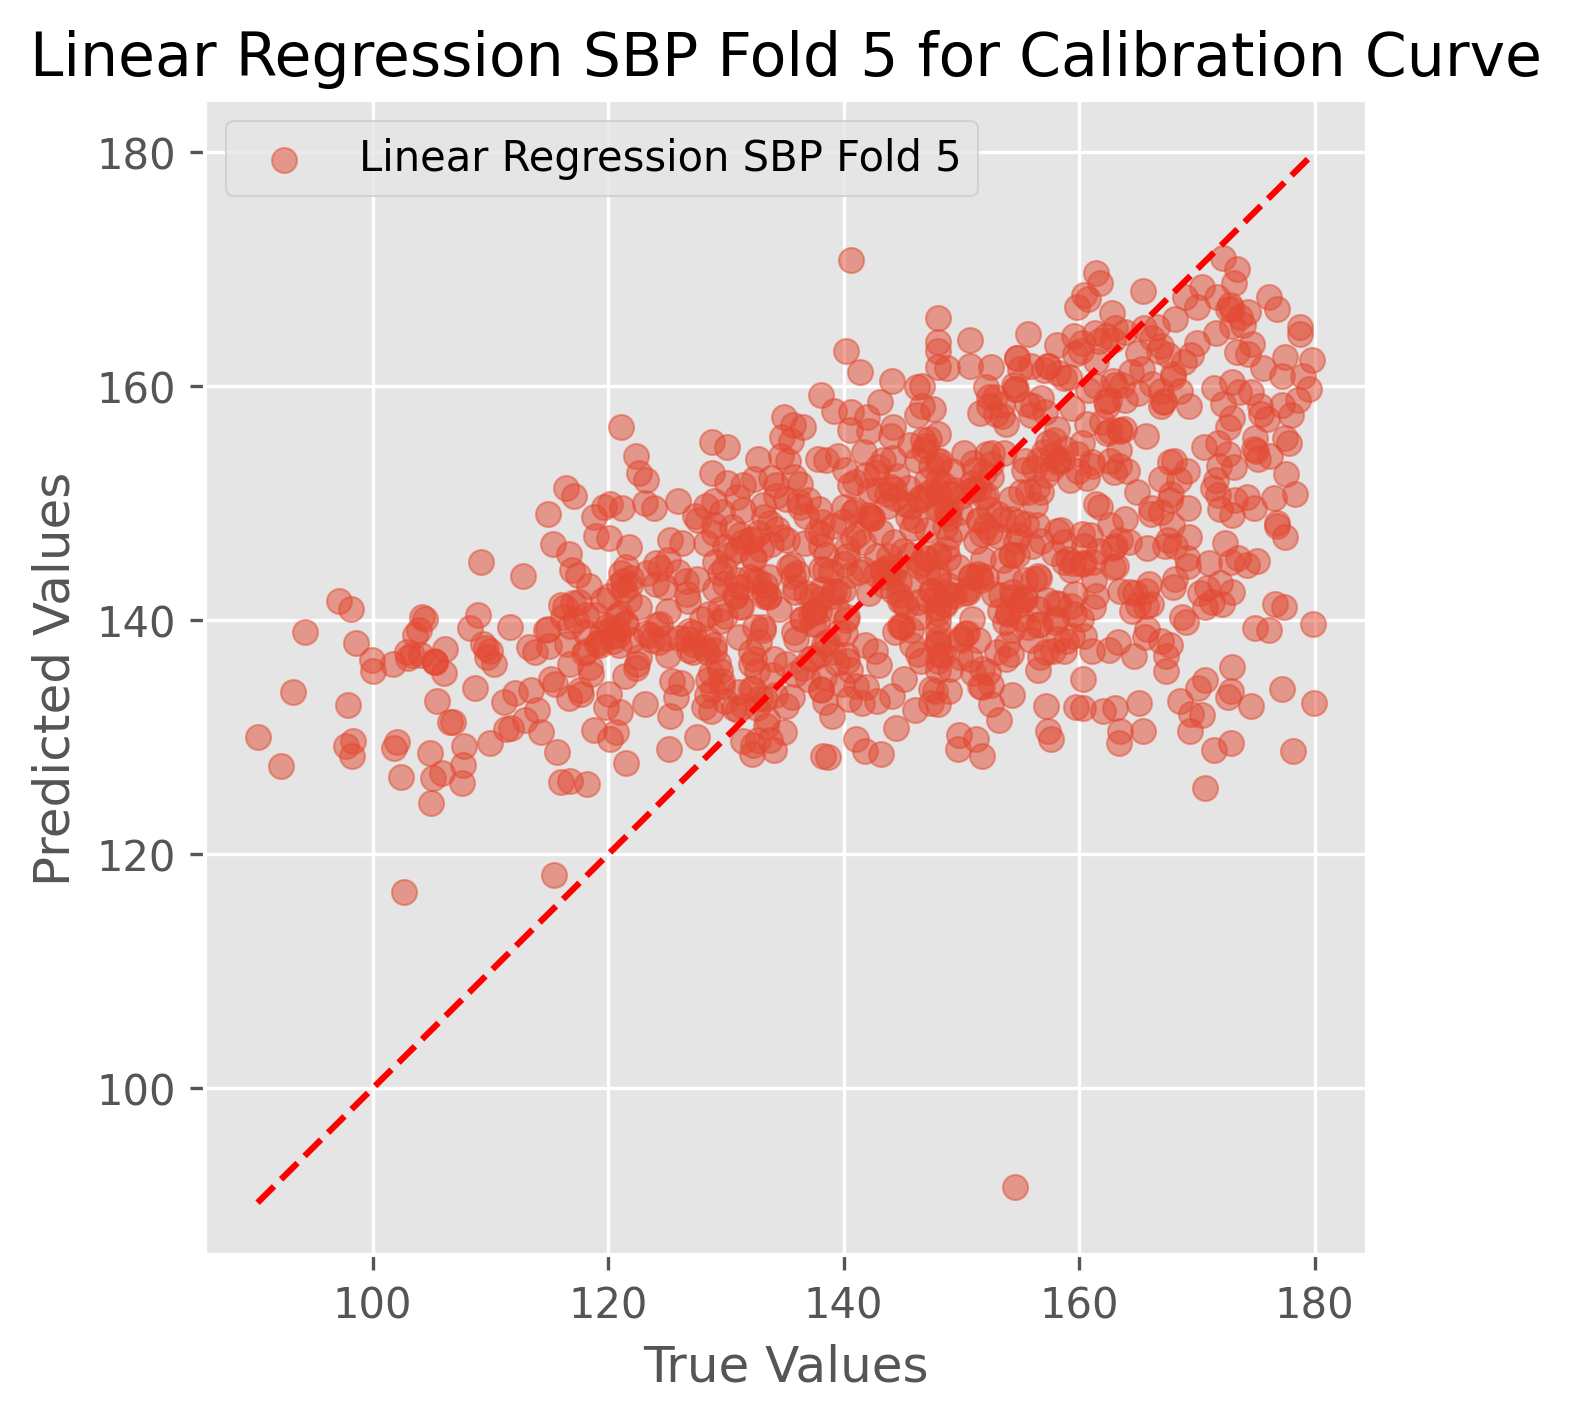 Linear Regression SBP Fold 5 for Calibration Curve
Linear Regression SBP Fold 5
180
160
140
120
100
Predicted Values
100 120 140 160 180
True Values